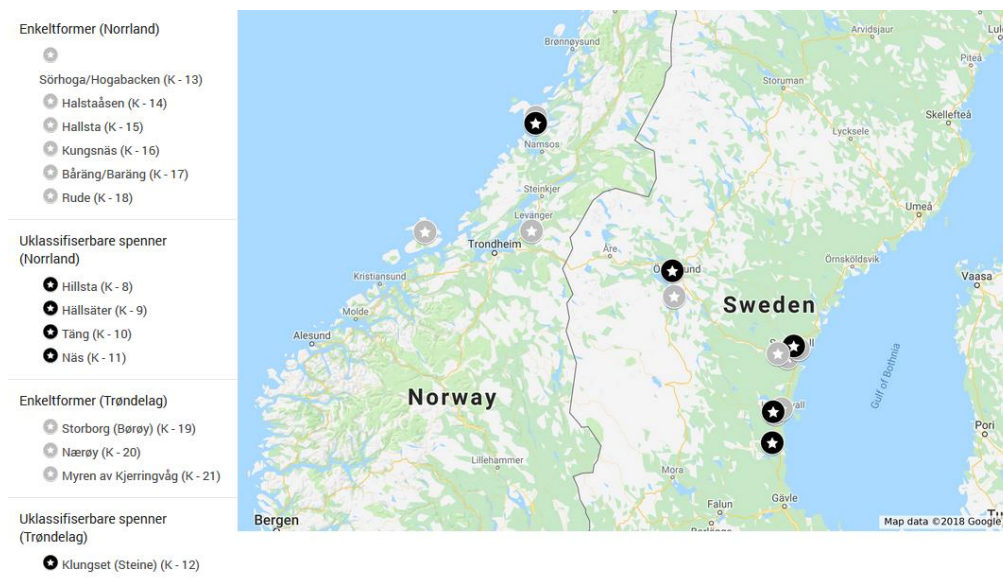 Enkeltformer (Norrland)
Sörhoga/Hogabacken (K - 13)
Halstaåsen (K - 14)
Hallsta (K - 15)
Kungsnäs (K - 16)
Båräng/Baräng (K - 17)
Rude (K - 18)
Uklassifiserbare spenner
(Norrland)
Hillsta (K - 8)
Hällsäter (K - 9)
Täng (K - 10)
Näs (K - 11)
Enkeltformer (Trøndelag)
Storborg (Børøy) (K - 19)
Nærøy (K - 20)
Myren av Kjerringvåg (K - 21)
Uklassifiserbare spenner
(Trøndelag)
Klungset (Steine) (K - 12)
Arvidsjaur
Brønnøysund
Piteå
Storuman
Skellefteå
Lycksele
Namsos
Steinkjer
Umeå
Levanger
Trondheim
Åre
Örnsköldsvik
Kristiansund
Vaasa
Sweden
Molde
Alesund
Gulf of Bothnia
Norway
Pori
Lillehammer
Mora
Falun
Gävle
Bergen
Map data ©2018 Google